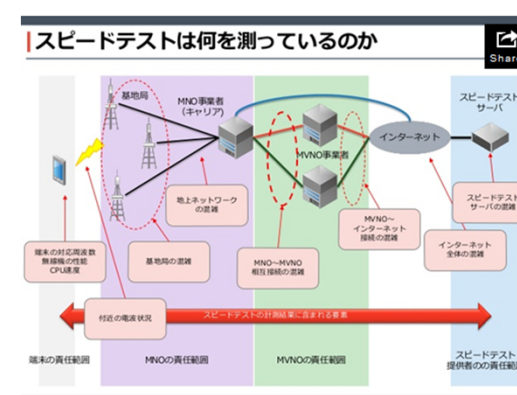 スピードテストは何を測っているのか
Share
基地局
MNO事業者
(キャリア)
スピードテスト
サーバ
インターネット
MVNO事業者
地上ネットワーク
の混雑
スピードテスト
サーバの混雑
MVNO～
インターネット
接続の混雑
端末の対応周波数
無線機の性能
CPU速度
基地局の混雑
MNO～MVNO
相互接続の混雑
インターネット
全体の混雑
付近の電波状況
スピードテストの計測結果に含まれる要素
端末の責任範囲
MNOの責任範囲
MVNOの責任範囲
スピードテスト
提供者のの責任範